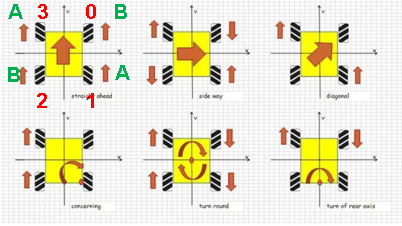 A 3 0 B
v v v
x x x
B A
straight ahead side way diagonal
2 1
v v v
x x x
concerning turn round turn of rear axis